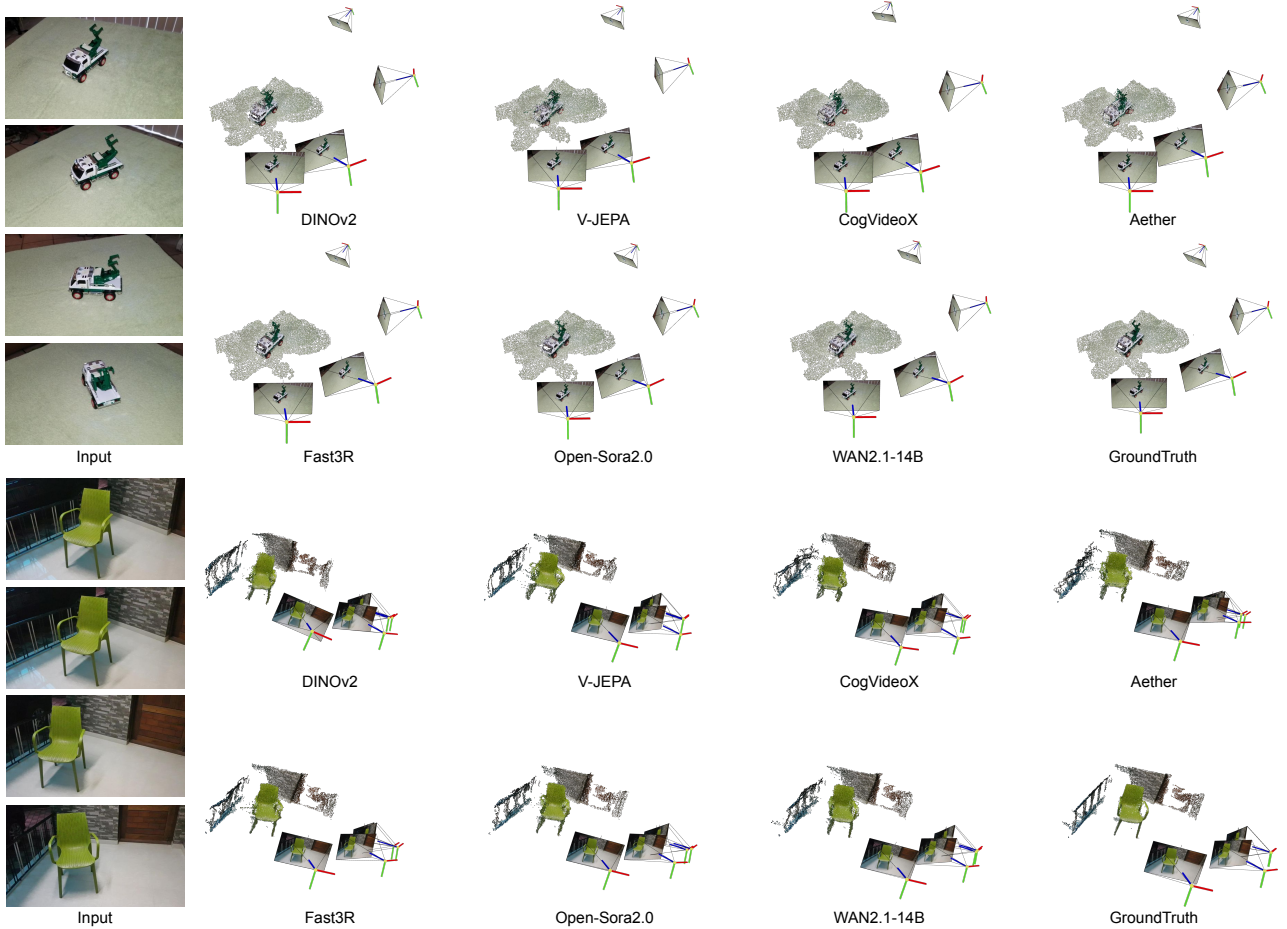 DINOv2 V-JEPA CogVideoX Aether
Input Fast3R Open-Sora2.0 WAN2.1-14B GroundTruth
DINOv2 V-JEPA CogVideoX Aether
Input Fast3R Open-Sora2.0 WAN2.1-14B GroundTruth